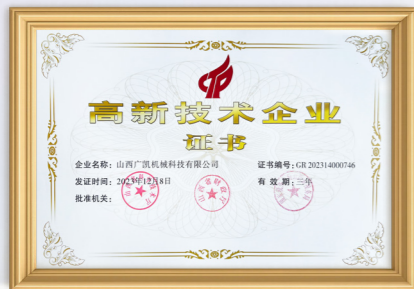 高新技术企业
证书
企业名称：山西广凯机械科技有限公司 证书编号：GR202314000746
发证时间：2023年12月8日 有 效 期：三年
批准机关：